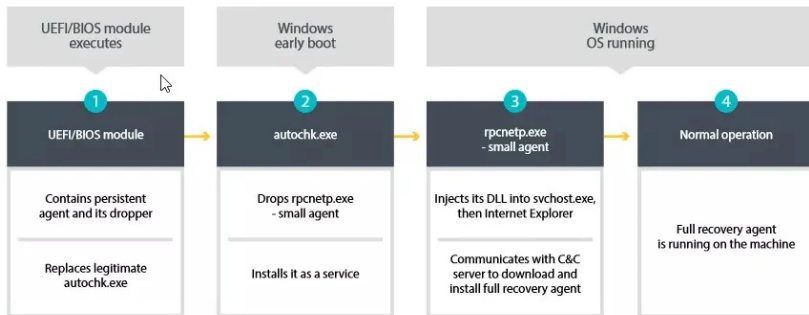 UEFI/BIOS module
executes
Windows
early boot
Windows
OS running
1
UEFI/BIOS module
Contains persistent
agent and its dropper
Replaces legitimate
autochk.exe
2
autochk.exe
Drops rpcnetp.exe
- small agent
Installs it as a service
3
rpcnetp.exe
- small agent
Injects its DLL into svchost.exe,
then Internet Explorer
Communicates with C&C
server to download and
install full recovery agent
4
Normal operation
Full recovery agent
is running on the machine